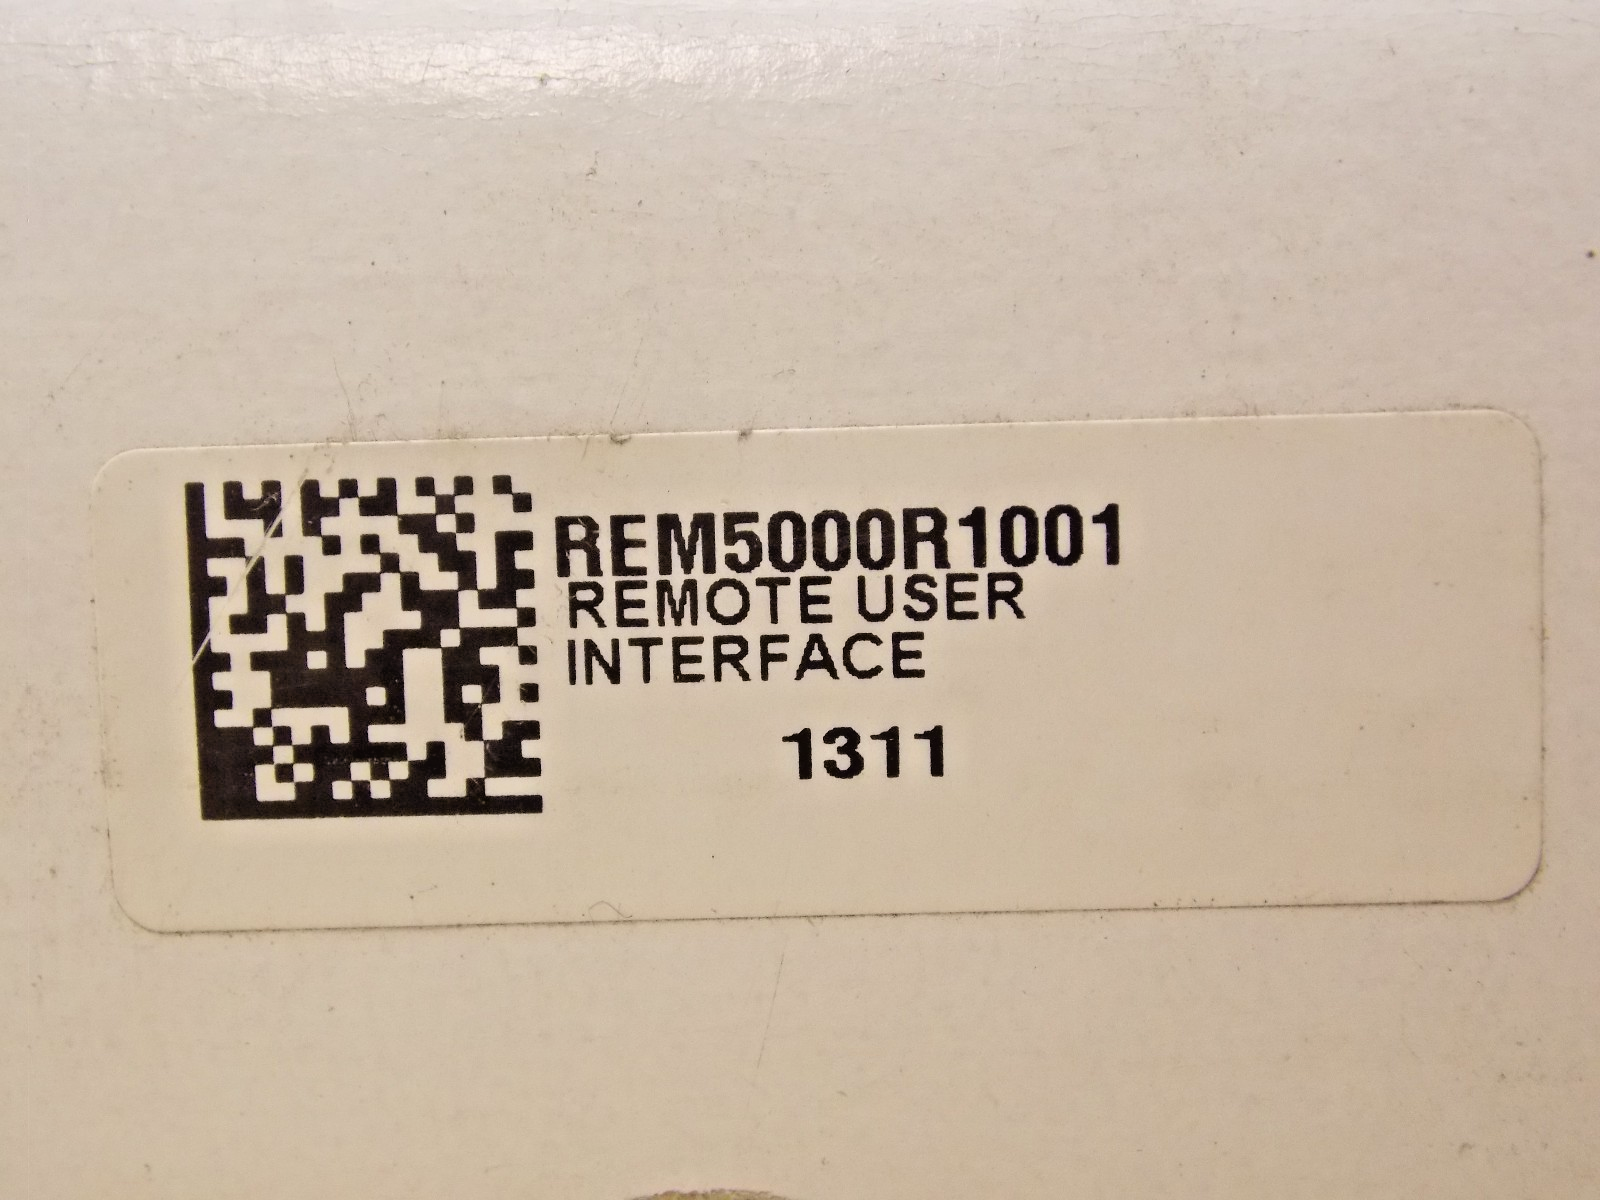 REM5000R1001
REMOTE USER
INTERFACE
1311